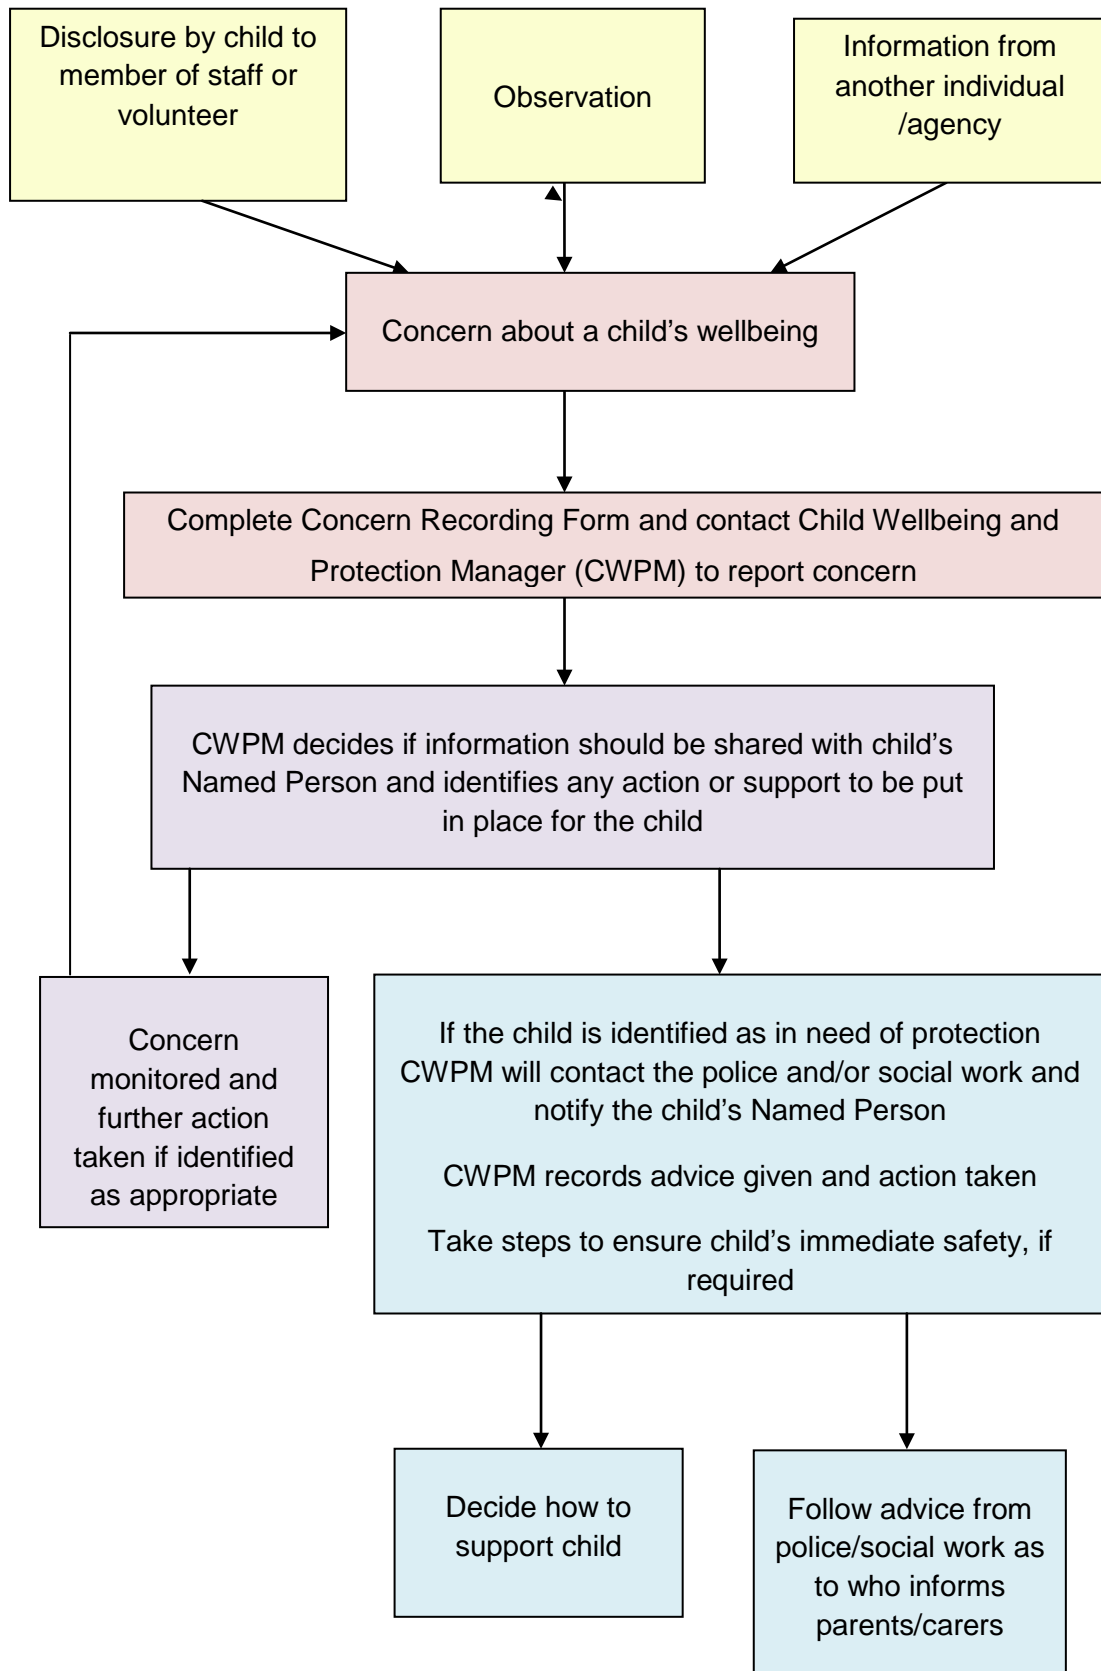 Disclosure by child to
member of staff or
volunteer
Observation
Information from
another individual
/agency
Concern about a child’s wellbeing
Complete Concern Recording Form and contact Child Wellbeing and
Protection Manager (CWPM) to report concern
CWPM decides if information should be shared with child’s
Named Person and identifies any action or support to be put
in place for the child
Concern
monitored and
further action
taken if identified
as appropriate
If the child is identified as in need of protection
CWPM will contact the police and/or social work and
notify the child’s Named Person
CWPM records advice given and action taken
Take steps to ensure child’s immediate safety, if
required
Decide how to
support child
Follow advice from
police/social work as
to who informs
parents/carers